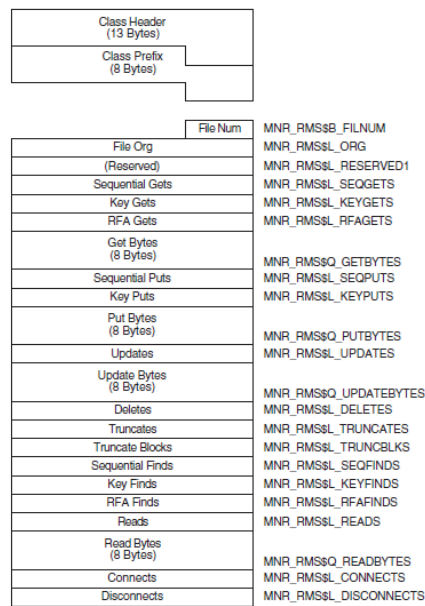 Class Header
(13 Bytes)
Class Prefix
(8 Bytes)
File Num MNR_RMS$B_FILNUM
File Org MNR_RMS$L_ORG
(Reserved) MNR_RMS$L_RESERVED1
Sequential Gets MNR_RMS$L_SEQGETS
Key Gets MNR_RMS$L_KEYGETS
RFA Gets MNR_RMS$L_RFAGETS
Get Bytes
(8 Bytes)
MNR_RMS$Q_GETBYTES
Sequential Puts MNR_RMS$L_SEQPUTS
Key Puts MNR_RMS$L_KEYPUTS
Put Bytes
(8 Bytes)
MNR_RMS$Q_PUTBYTES
Updates MNR_RMS$L_UPDATES
Update Bytes
(8 Bytes)
MNR_RMS$Q_UPDATEBYTES
Deletes MNR_RMS$L_DELETES
Truncates MNR_RMS$L_TRUNCATES
Truncate Blocks MNR_RMS$L_TRUNCBLKS
Sequential Finds MNR_RMS$L_SEQFINDS
Key Finds MNR_RMS$L_KEYFINDS
RFA Finds MNR_RMS$L_RFAFINDS
Reads MNR_RMS$L_READS
Read Bytes
(8 Bytes)
MNR_RMS$Q_READBYTES
Connects MNR_RMS$L_CONNECTS
Disconnects MNR_RMS$L_DISCONNECTS